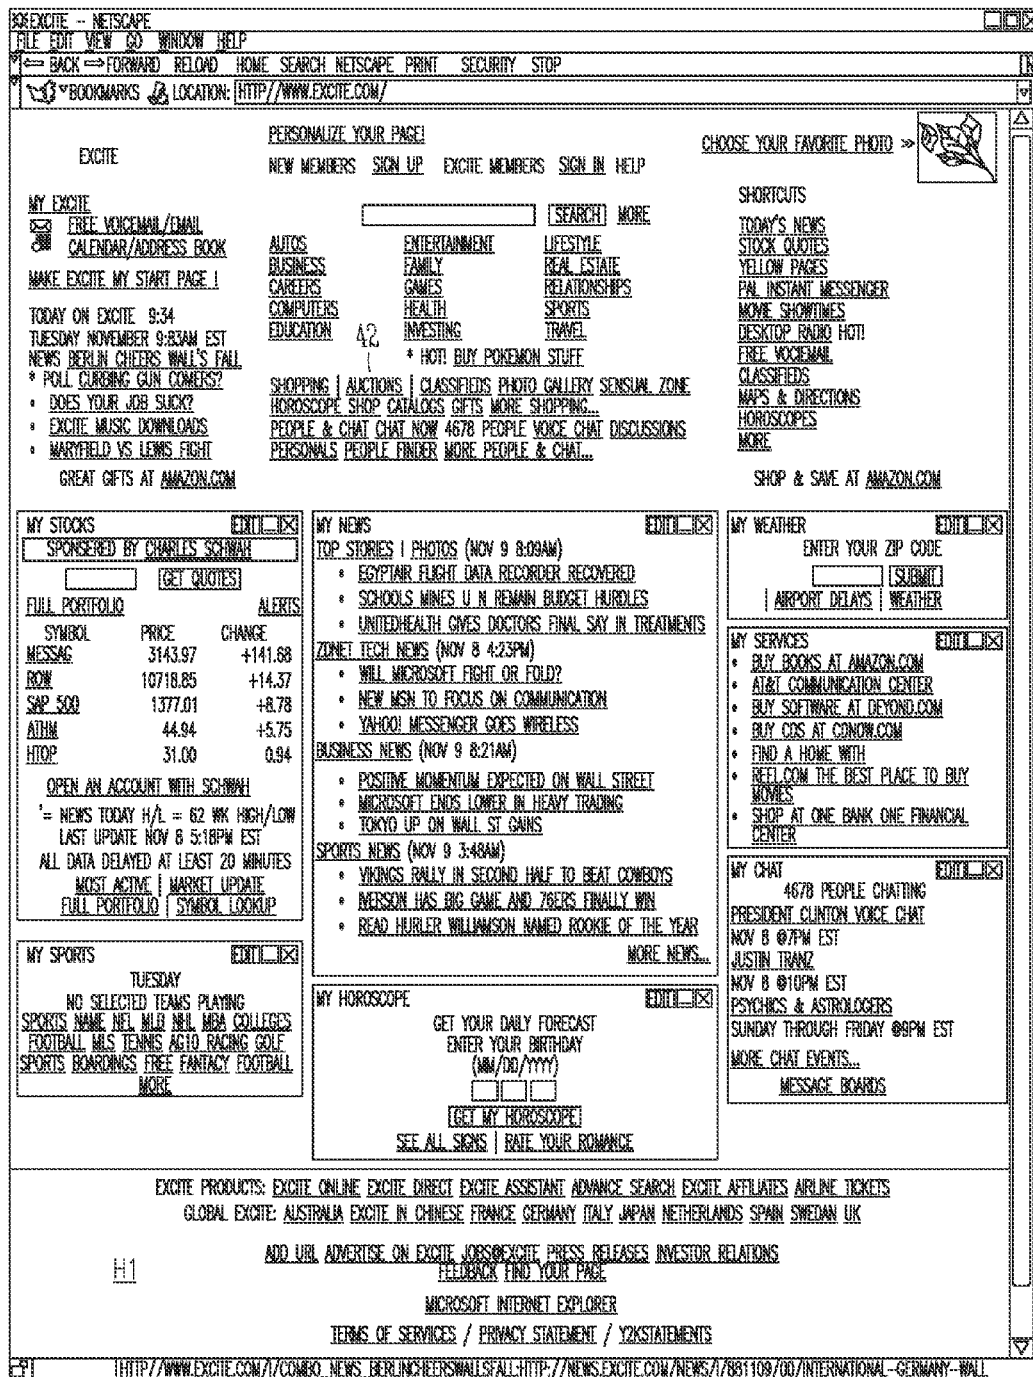 EXCITE -- NETSCAPE
FILE EDIT VIEW GO WINDOW HELP
BACK FORWARD RELOAD HOME SEARCH NETSCAPE PRINT SECURITY STOP
BOOKMARKS LOCATION: HTTP//WWW.EXCITE.COM/
EXCITE
PERSONALIZE YOUR PAGE!
NEW MEMBERS SIGN UP EXCITE MEMBERS SIGN IN HELP
CHOOSE YOUR FAVORITE PHOTO >>
MY EXCITE
FREE VOICEMAIL/EMAIL
CALENDAR/ADDRESS BOOK
MAKE EXCITE MY START PAGE !
TODAY ON EXCITE 9:34
TUESDAY NOVEMBER 9:83AM EST
NEWS BERLIN CHEERS WALL'S FALL
* POLL CURBING GUN COMERS?
• DOES YOUR JOB SUCK?
• EXCITE MUSIC DOWNLOADS
• MARYFIELD VS LEWIS FIGHT
GREAT GIFTS AT AMAZON.COM
SEARCH MORE
AUTOS ENTERTAINMENT LIFESTYLE
BUSINESS FAMILY REAL ESTATE
CAREERS GAMES RELATIONSHIPS
COMPUTERS HEALTH SPORTS
EDUCATION INVESTING TRAVEL
42
* HOT! BUY POKEMON STUFF
SHOPPING | AUCTIONS | CLASSIFIEDS PHOTO GALLERY SENSUAL ZONE
HOROSCOPE SHOP CATALOGS GIFTS MORE SHOPPING...
PEOPLE & CHAT CHAT NOW 4678 PEOPLE VOICE CHAT DISCUSSIONS
PERSONALS PEOPLE FINDER MORE PEOPLE & CHAT...
SHORTCUTS
TODAY'S NEWS
STOCK QUOTES
YELLOW PAGES
PAL INSTANT MESSENGER
MOVIE SHOWTIMES
DESKTOP RADIO HOT!
FREE VOCIEMAIL
CLASSIFIEDS
MAPS & DIRECTIONS
HOROSCOPES
MORE
SHOP & SAVE AT AMAZON.COM
MY STOCKS EDIT
SPONSERED BY CHARLES SCHWAH
GET QUOTES
FULL PORTFOLIO ALERTS
SYMBOL PRICE CHANGE
MESSAG 3143.97 +141.68
ROW 10718.85 +14.37
SAP 500 1377.01 +8.78
ATHM 44.94 +5.75
HTOP 31.00 0.94
OPEN AN ACCOUNT WITH SCHWAH
'= NEWS TODAY H/L = 62 WK HIGH/LOW
LAST UPDATE NOV 8 5:18PM EST
ALL DATA DELAYED AT LEAST 20 MINUTES
MOST ACTIVE | MARKET UPDATE
FULL PORTFOLIO | SYMBOL LOOKUP
MY SPORTS EDIT
TUESDAY
NO SELECTED TEAMS PLAYING
SPORTS NAME NFL MLD NHL MBA COLLEGES
FOOTBALL MLS TENNIS AG10 RACING GOLF
SPORTS BOARDINGS FREE FANTACY FOOTBALL
MORE
MY NEWS EDIT
TOP STORIES | PHOTOS (NOV 9 8:09AM)
• EGYPTAIR FLIGHT DATA RECORDER RECOVERED
• SCHOOLS MINES U N REMAIN BUDGET HURDLES
• UNITEDHEALTH GIVES DOCTORS FINAL SAY IN TREATMENTS
ZDNET TECH NEWS (NOV 8 4:23PM)
• WILL MICROSOFT FIGHT OR FOLD?
• NEW MSN TO FOCUS ON COMMUNICATION
• YAHOO! MESSENGER GOES WIRELESS
BUSINESS NEWS (NOV 9 8:21AM)
• POSITIVE MOMENTUM EXPECTED ON WALL STREET
• MICROSOFT ENDS LOWER IN HEAVY TRADING
• TOKYO UP ON WALL ST GAINS
SPORTS NEWS (NOV 9 3:48AM)
• VIKINGS RALLY IN SECOND HALF TO BEAT COWBOYS
• IVERSON HAS BIG GAME AND 76ERS FINALLY WIN
• READ HURLER WILLIAMSON NAMED ROOKIE OF THE YEAR
MORE NEWS...
MY HOROSCOPE EDIT
GET YOUR DAILY FORECAST
ENTER YOUR BIRTHDAY
(MM/DD/YYYY)
GET MY HOROSCOPE!
SEE ALL SIGNS | RATE YOUR ROMANCE
MY WEATHER EDIT
ENTER YOUR ZIP CODE
SUBMIT
| AIRPORT DELAYS | WEATHER
MY SERVICES EDIT
• BUY BOOKS AT AMAZON.COM
• AT&T COMMUNICATION CENTER
• BUY SOFTWARE AT DEYOND.COM
• BUY CDS AT CDNOW.COM
• FIND A HOME WITH
• REEL.COM THE BEST PLACE TO BUY
MOVIES
• SHOP AT ONE BANK ONE FINANCIAL
CENTER
MY CHAT EDIT
4678 PEOPLE CHATTING
PRESIDENT CLINTON VOICE CHAT
NOV 8 @7PM EST
JUSTIN TRANZ
NOV 8 @10PM EST
PSYCHICS & ASTROLOGERS
SUNDAY THROUGH FRIDAY @9PM EST
MORE CHAT EVENTS...
MESSAGE BOARDS
EXCITE PRODUCTS: EXCITE ONLINE EXCITE DIRECT EXCITE ASSISTANT ADVANCE SEARCH EXCITE AFFILIATES AIRLINE TICKETS
GLOBAL EXCITE: AUSTRALIA EXCITE IN CHINESE FRANCE GERMANY ITALY JAPAN NETHERLANDS SPAIN SWEDAN UK
ADD URL ADVERTISE ON EXCITE JOBS@EXCITE PRESS RELEASES INVESTOR RELATIONS
FEEDBACK FIND YOUR PAGE
H1
MICROSOFT INTERNET EXPLORER
TERMS OF SERVICES / PRIVACY STATEMENT / Y2KSTATEMENTS
HTTP//WWW.EXCITE.COM/I/COMBO_NEWS_BERLINCHEERSWALLSFALL:HTTP://NEWS.EXCITE.COM/NEWS/I/881109/00/INTERNATIONAL-GERMANY-WALL